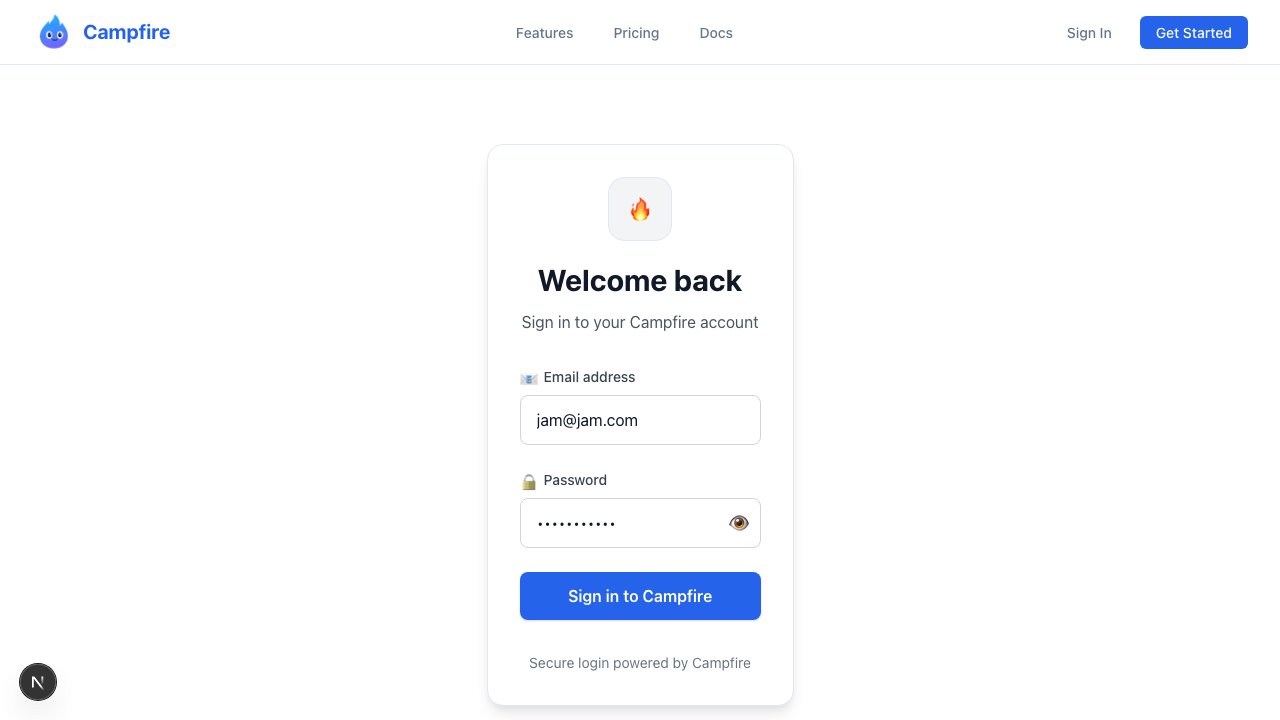 Campfire
Features
Pricing
Docs
Sign In
Get Started
Welcome back
Sign in to your Campfire account
Email address
jam@jam.com
Password
•••••••••••
Sign in to Campfire
Secure login powered by Campfire
N